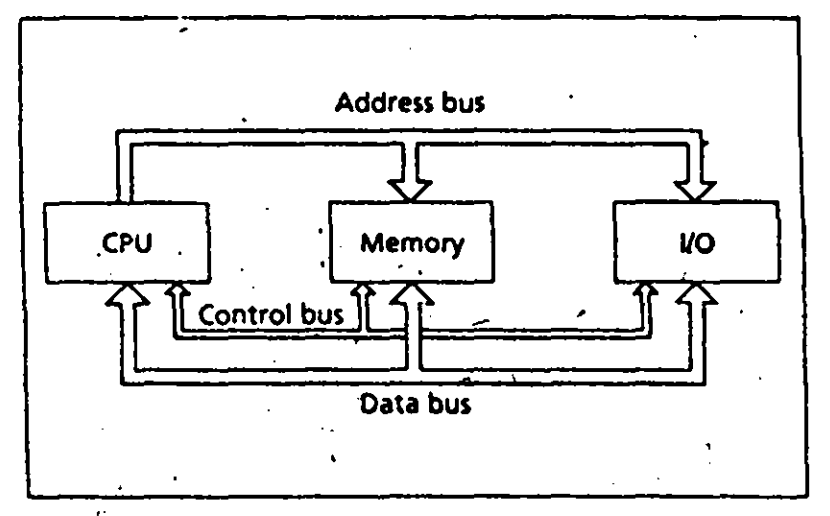 Address bus
CPU
Memory
I/O
Control bus
Data bus